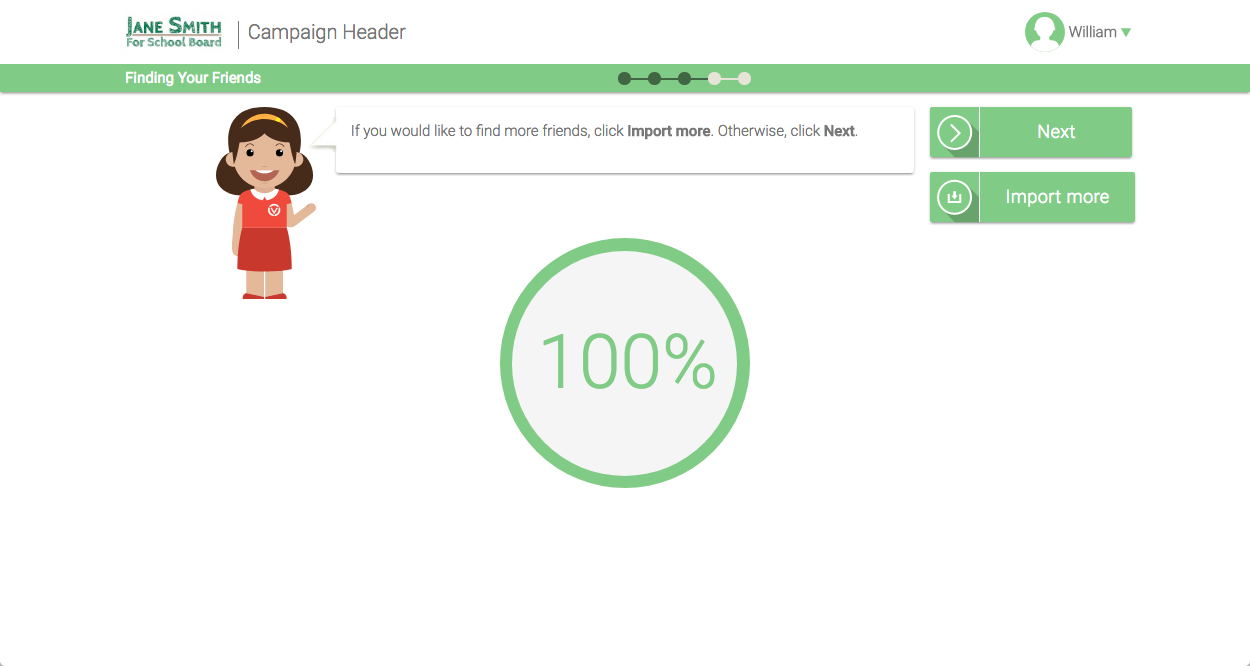 JANE SMITH
For School Board
Campaign Header
William
Finding Your Friends
If you would like to find more friends, click Import more. Otherwise, click Next.
Next
Import more
100%